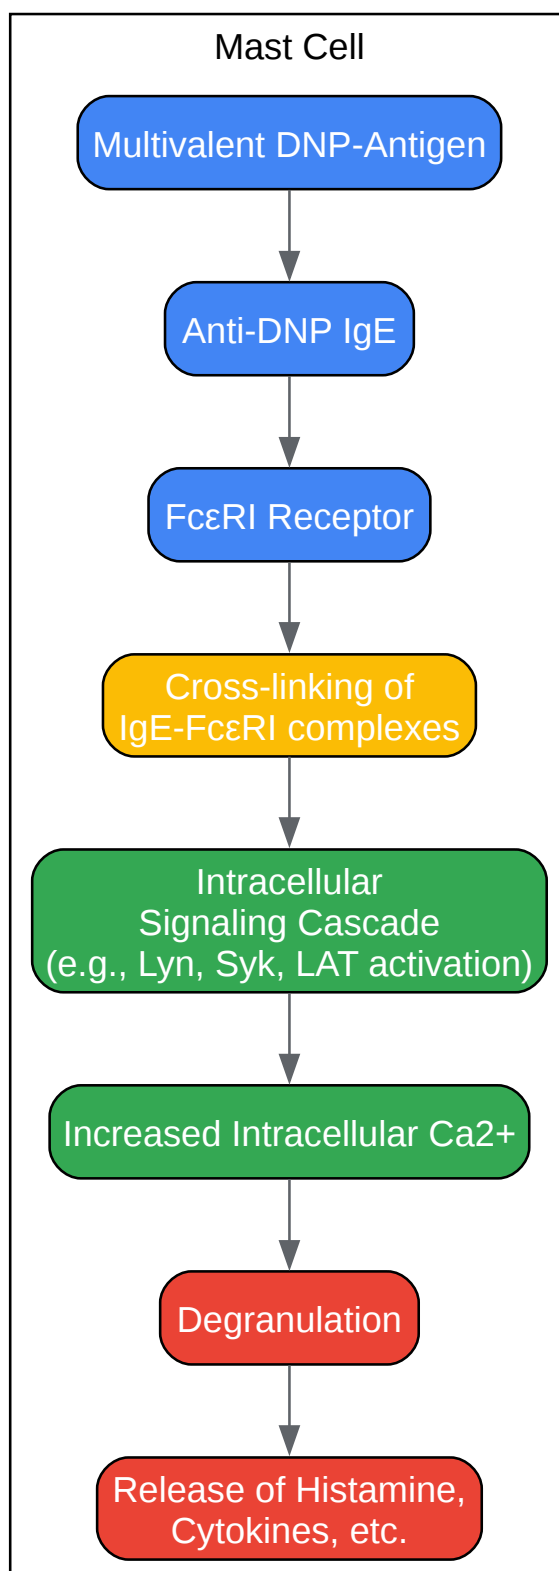 Mast Cell
Multivalent DNP-Antigen
Anti-DNP IgE
FcεRI Receptor
Cross-linking of
IgE-FcεRI complexes
Intracellular
Signaling Cascade
(e.g., Lyn, Syk, LAT activation)
Increased Intracellular Ca2+
Degranulation
Release of Histamine,
Cytokines, etc.